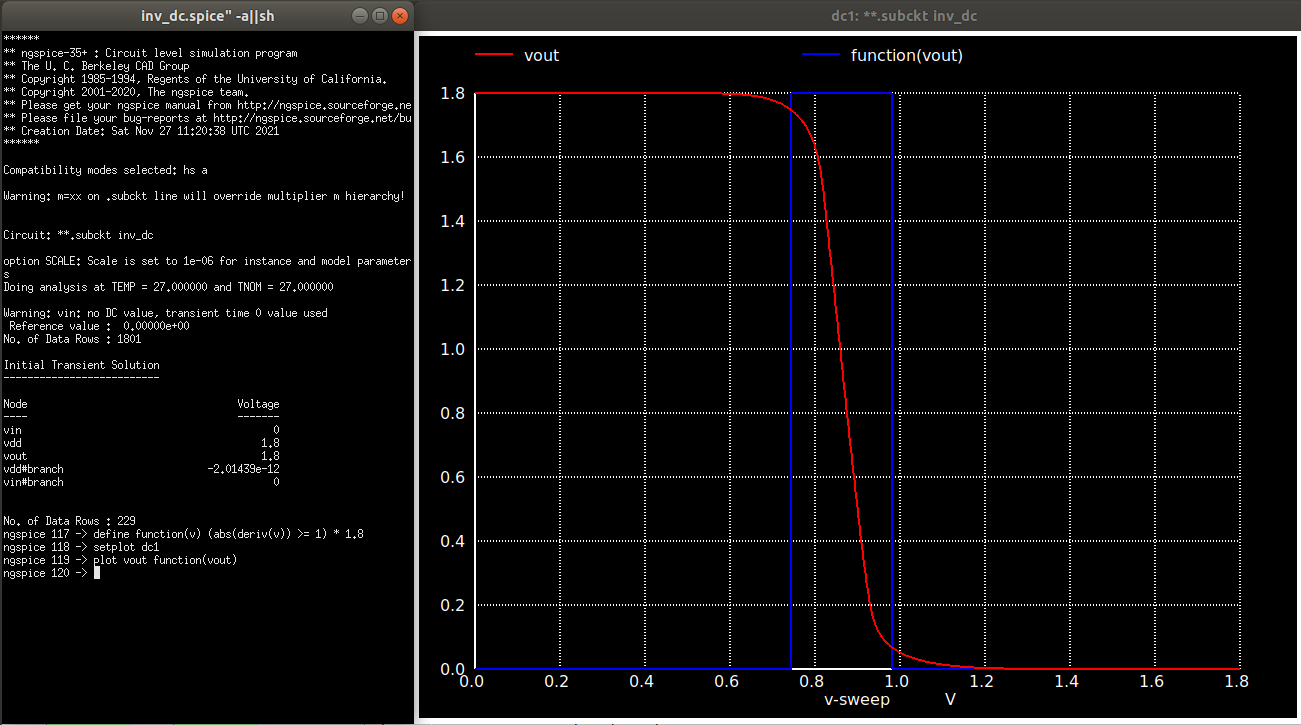 inv_dc.spice" -a||sh
******
** ngspice-35+ : Circuit level simulation program
** The U. C. Berkeley CAD Group
** Copyright 1985-1994, Regents of the University of California.
** Copyright 2001-2020, The ngspice team.
** Please get your ngspice manual from http://ngspice.sourceforge.ne
** Please file your bug-reports at http://ngspice.sourceforge.net/bu
** Creation Date: Sat Nov 27 11:20:38 UTC 2021
******
Compatibility modes selected: hs a
Warning: m=xx on .subckt line will override multiplier m hierarchy!
Circuit: **.subckt inv_dc
option SCALE: Scale is set to 1e-06 for instance and model parameter
s
Doing analysis at TEMP = 27.000000 and TNOM = 27.000000
Warning: vin: no DC value, transient time 0 value used
Reference value :  0.00000e+00
No. of Data Rows : 1801
Initial Transient Solution
--------------------------
Node Voltage
---- -------
vin 0
vdd 1.8
vout 1.8
vdd#branch -2.01439e-12
vin#branch 0
No. of Data Rows : 229
ngspice 117 -> define function(v) (abs(deriv(v)) >= 1) * 1.8
ngspice 118 -> setplot dc1
ngspice 119 -> plot vout function(vout)
ngspice 120 ->
dc1: **.subckt inv_dc
vout function(vout)
1.8
1.6
1.4
1.2
1.0
0.8
0.6
0.4
0.2
0.0
0.0 0.2 0.4 0.6 0.8 1.0 1.2 1.4 1.6 1.8
v-sweep V